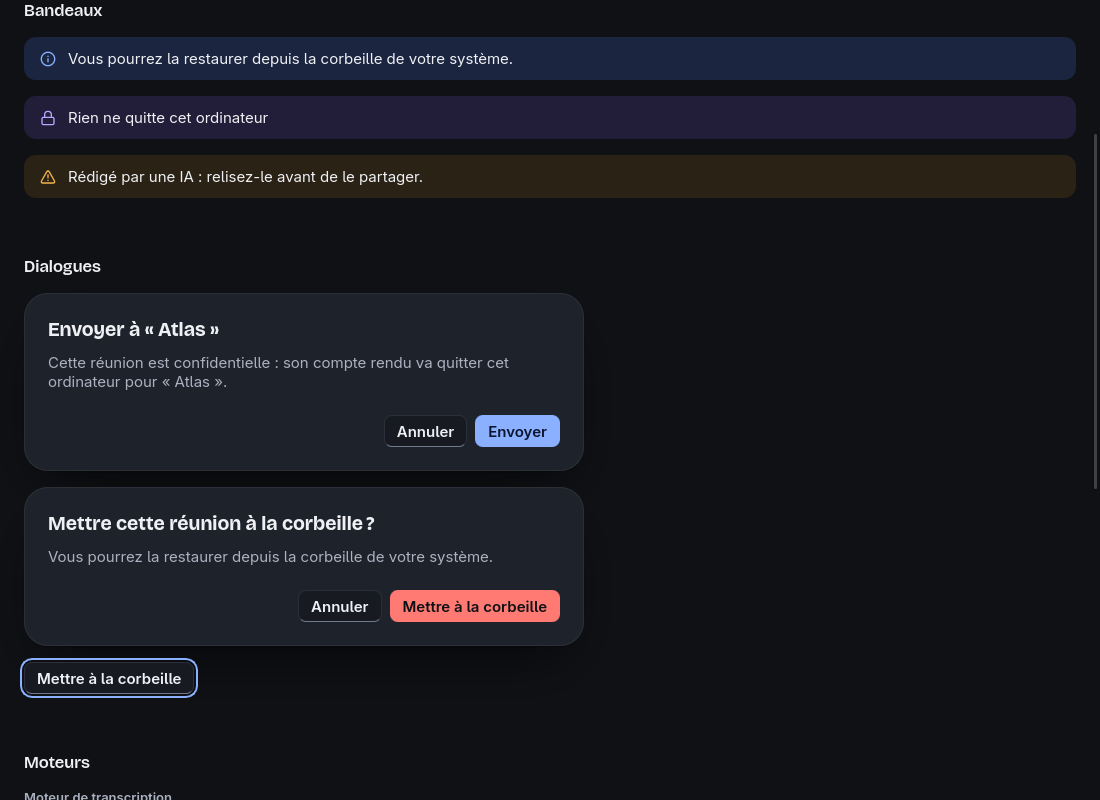 Bandeaux
Vous pourrez la restaurer depuis la corbeille de votre système.
Rien ne quitte cet ordinateur
Rédigé par une IA : relisez-le avant de le partager.
Dialogues
Envoyer à « Atlas »
Cette réunion est confidentielle : son compte rendu va quitter cet
ordinateur pour « Atlas ».
Annuler
Envoyer
Mettre cette réunion à la corbeille ?
Vous pourrez la restaurer depuis la corbeille de votre système.
Annuler
Mettre à la corbeille
Mettre à la corbeille
Moteurs
Moteur de transcription